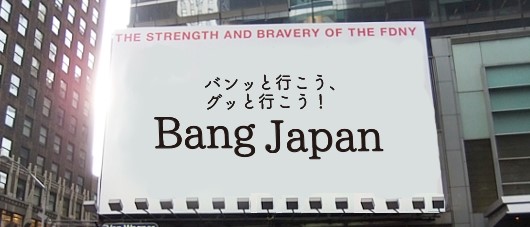 THE STRENGTH AND BRAVERY OF THE FDNY
バンッと行こう、
グッと行こう！
Bang Japan